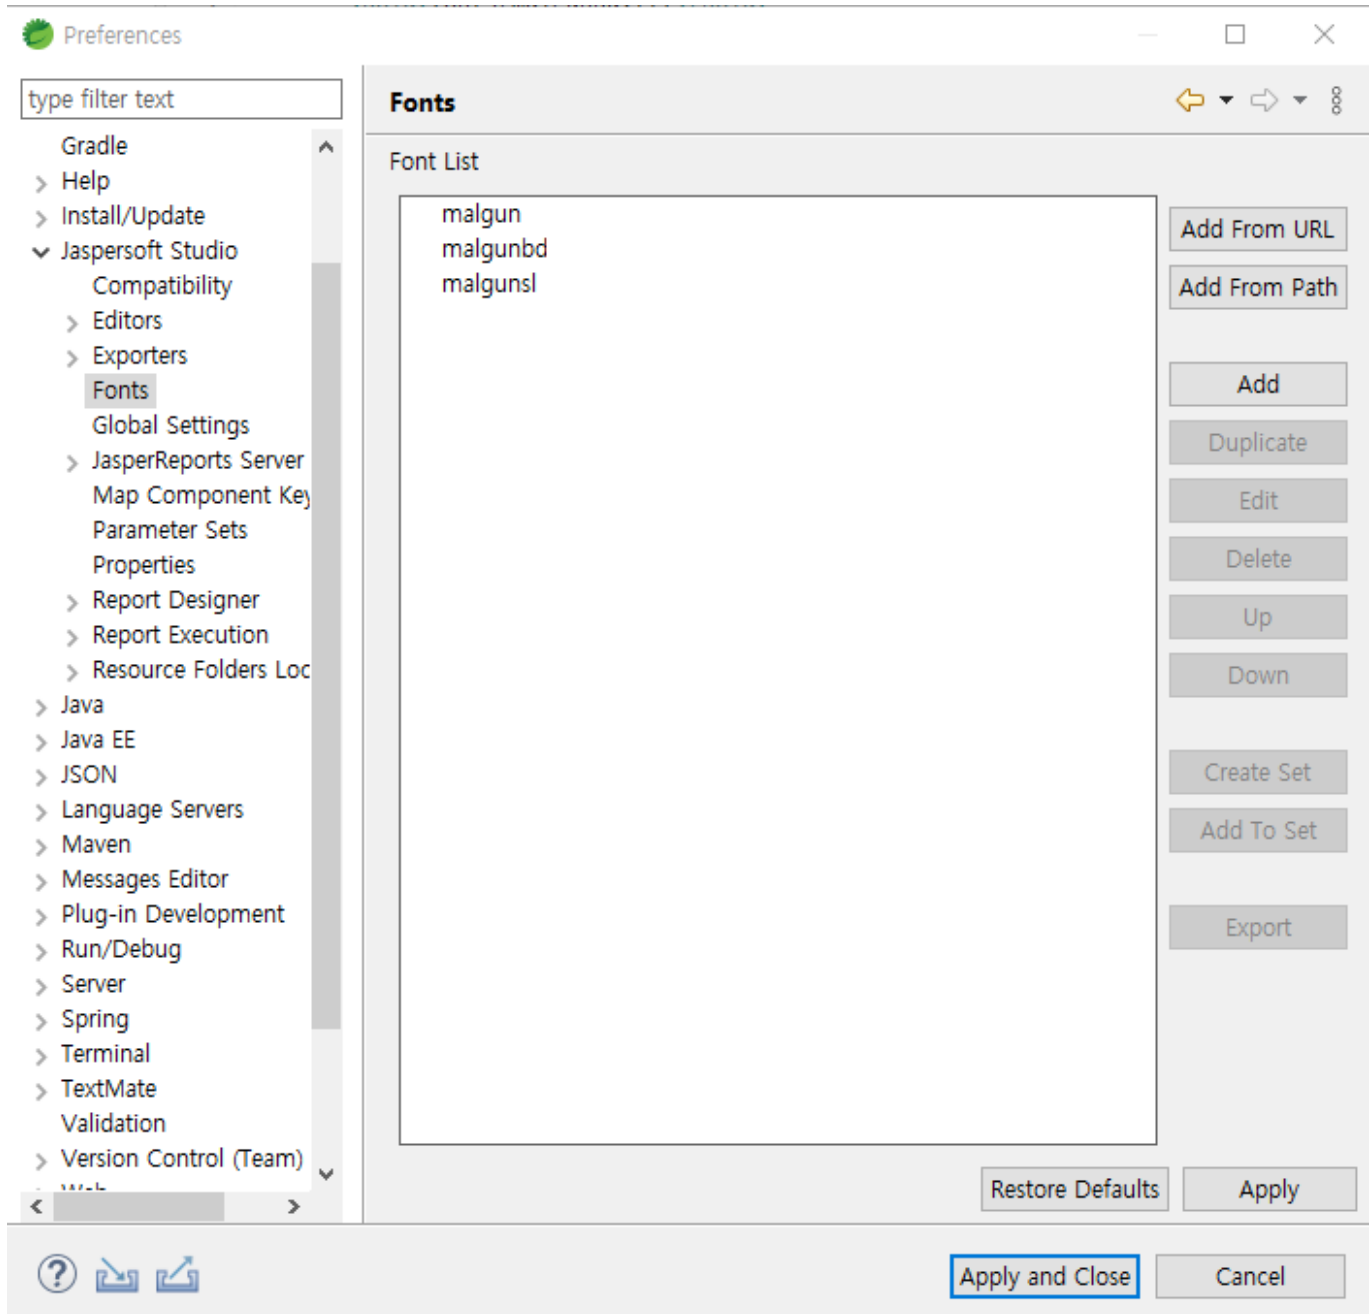 Preferences
type filter text
Gradle
Help
Install/Update
Jaspersoft Studio
Compatibility
Editors
Exporters
Fonts
Global Settings
JasperReports Server
Map Component Key
Parameter Sets
Properties
Report Designer
Report Execution
Resource Folders Loc
Java
Java EE
JSON
Language Servers
Maven
Messages Editor
Plug-in Development
Run/Debug
Server
Spring
Terminal
TextMate
Validation
Version Control (Team)
Fonts
Font List
malgun
malgunbd
malgunsl
Add From URL
Add From Path
Add
Duplicate
Edit
Delete
Up
Down
Create Set
Add To Set
Export
Restore Defaults
Apply
Apply and Close
Cancel